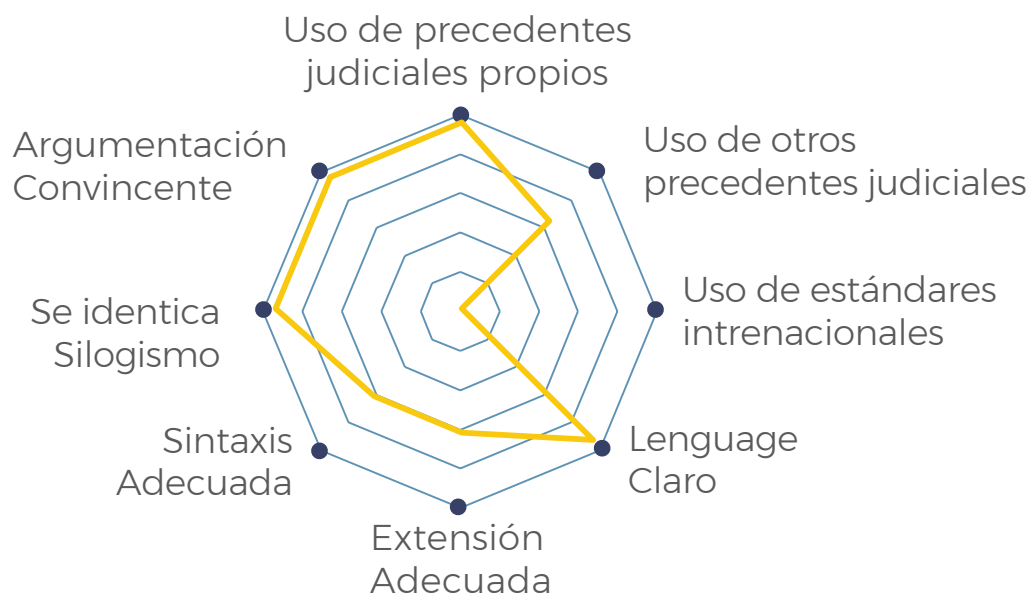 Uso de precedentes
judiciales propios
Uso de otros
precedentes judiciales
Uso de estándares
intrenacionales
Lenguage
Claro
Extensión
Adecuada
Sintaxis
Adecuada
Se identica
Silogismo
Argumentación
Convincente